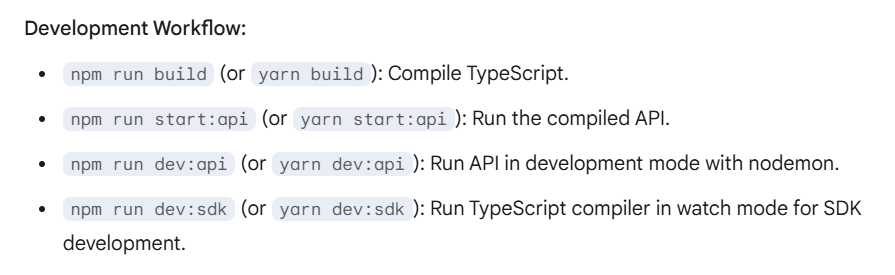 Development Workflow:
• npm run build (or yarn build): Compile TypeScript.
• npm run start:api (or yarn start:api): Run the compiled API.
• npm run dev:api (or yarn dev:api): Run API in development mode with nodemon.
• npm run dev:sdk (or yarn dev:sdk): Run TypeScript compiler in watch mode for SDK
development.